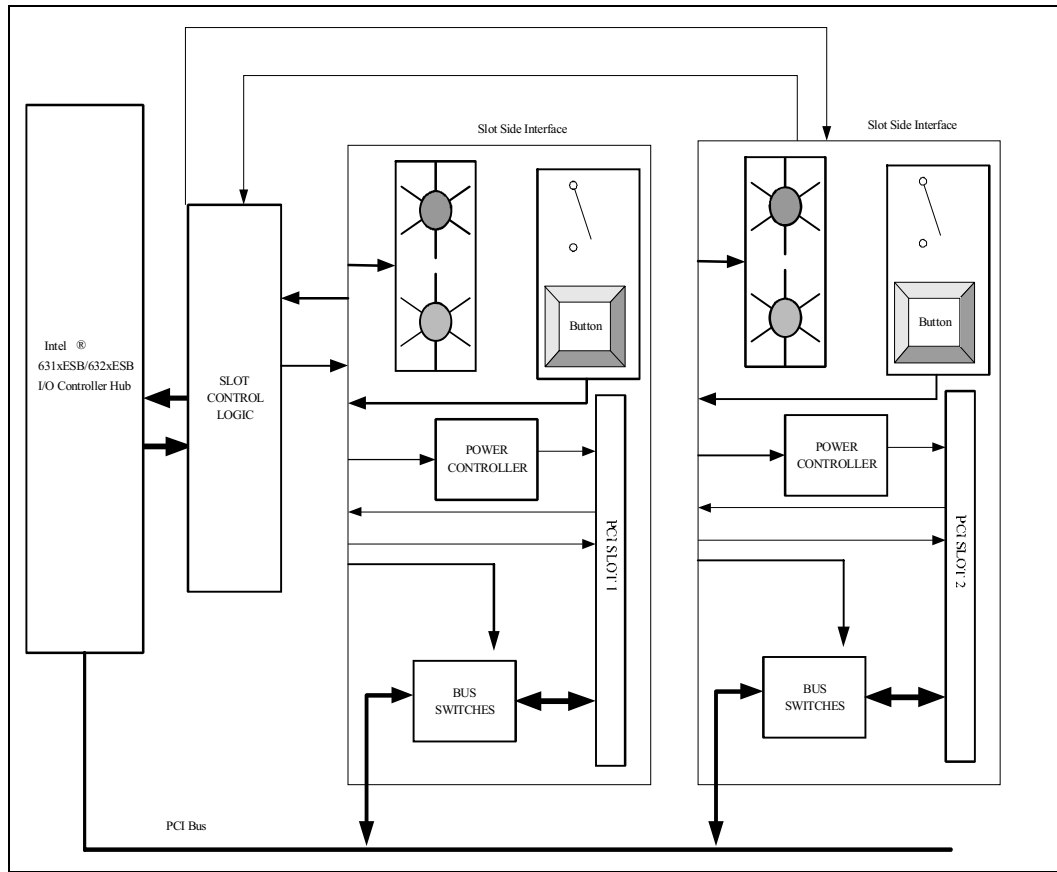 Slot Side Interface
Slot Side Interface
Intel ®
631xESB/632xESB
I/O Controller Hub
SLOT
CONTROL
LOGIC
Button
Button
POWER
CONTROLLER
POWER
CONTROLLER
PCI SLOT 1
PCI SLOT 2
BUS
SWITCHES
BUS
SWITCHES
PCI Bus